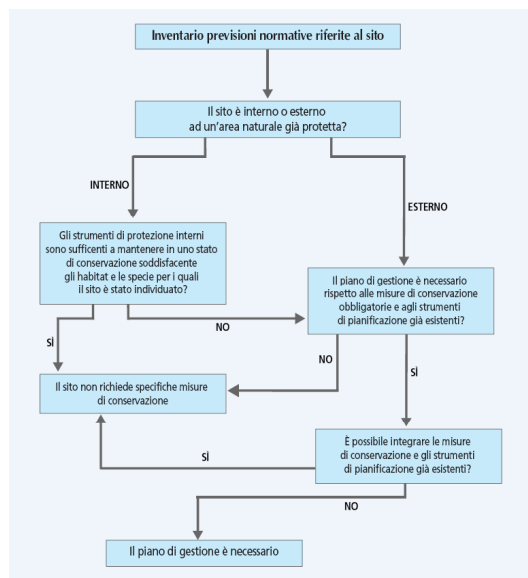 Inventario previsioni normative riferite al sito
Il sito è interno o esterno
ad un'area naturale già protetta?
INTERNO
ESTERNO
Gli strumenti di protezione interni
sono sufficenti a mantenere in uno stato
di conservazione soddisfacente
gli habitat e le specie per i quali
il sito è stato individuato?
Il piano di gestione è necessario
rispetto alle misure di conservazione
obbligatorie e agli strumenti
di pianificazione già esistenti?
NO
SÌ
NO
SÌ
Il sito non richiede specifiche misure
di conservazione
È possibile integrare le misure
di conservazione e gli strumenti
di pianificazione già esistenti?
SÌ
NO
Il piano di gestione è necessario